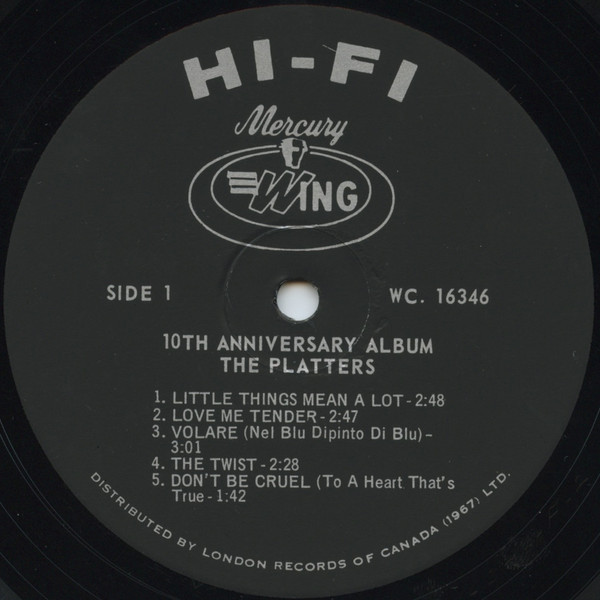 HI-FI
Mercury
WING
SIDE 1
WC. 16346
10TH ANNIVERSARY ALBUM
THE PLATTERS
1. LITTLE THINGS MEAN A LOT - 2:48
2. LOVE ME TENDER - 2:47
3. VOLARE (Nel Blu Dipinto Di Blu) -
3:01
4. THE TWIST - 2:28
5. DON'T BE CRUEL (To A Heart That's
True - 1:42
DISTRIBUTED BY LONDON RECORDS OF CANADA (1967) LTD.